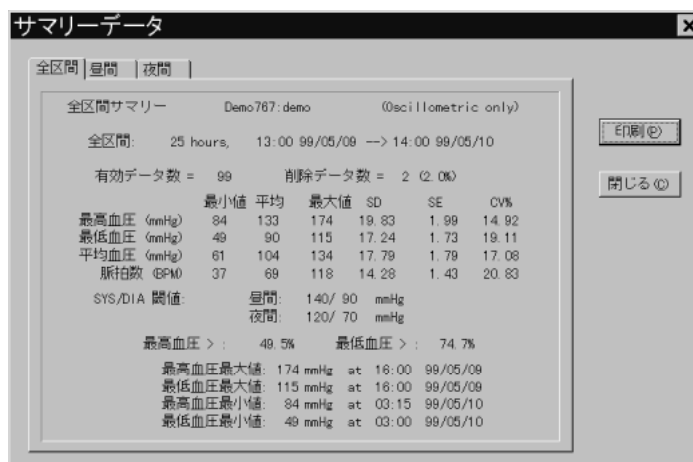 サマリーデータ
全区間 昼間 夜間
全区間サマリー Demo767:demo (Oscillometric only)
印刷(P)
全区間: 25 hours, 13:00 99/05/09 --> 14:00 99/05/10
有効データ数 = 99 削除データ数 = 2 (2.0%)
閉じる(C)
最小値 平均 最大値 SD SE CV%
最高血圧 (mmHg) 84 133 174 19.83 1.99 14.92
最低血圧 (mmHg) 49 90 115 17.24 1.73 19.11
平均血圧 (mmHg) 61 104 134 17.79 1.79 17.08
脈拍数 (BPM) 37 69 118 14.28 1.43 20.83
SYS/DIA 閾値: 昼間: 140/ 90 mmHg
夜間: 120/ 70 mmHg
最高血圧 > : 49.5% 最低血圧 > : 74.7%
最高血圧最大値: 174 mmHg at 16:00 99/05/09
最低血圧最大値: 115 mmHg at 16:00 99/05/09
最高血圧最小値: 84 mmHg at 03:15 99/05/10
最低血圧最小値: 49 mmHg at 03:00 99/05/10